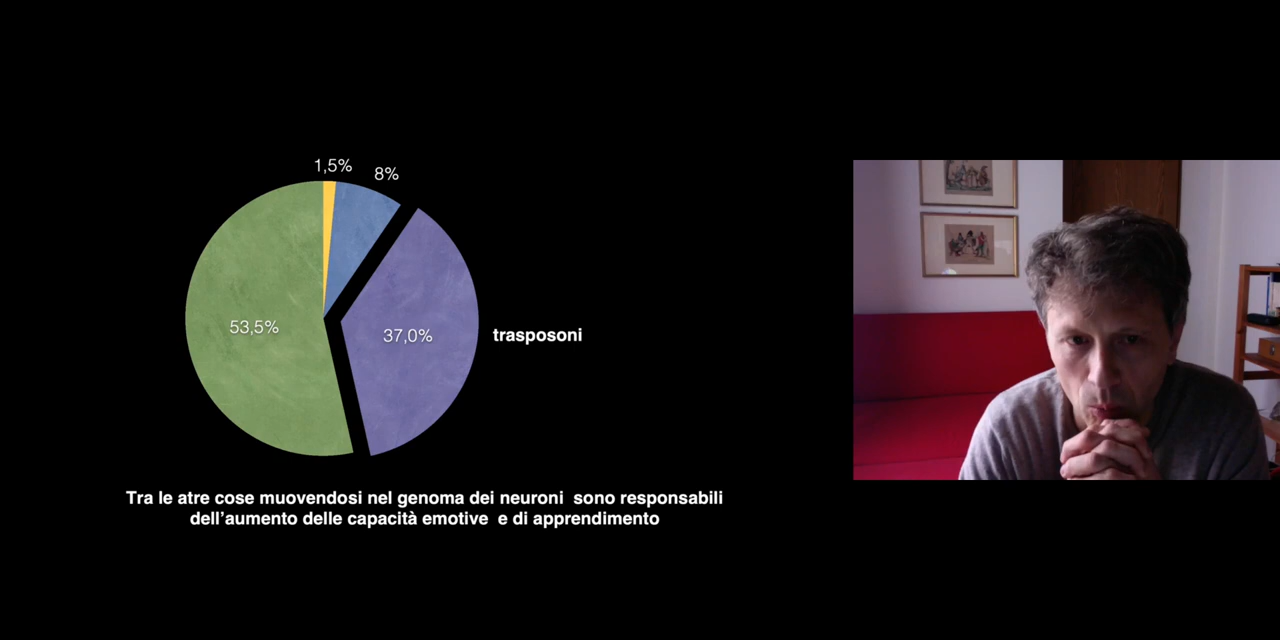 1,5%
8%
53,5%
37,0%
trasposoni
Tra le atre cose muovendosi nel genoma dei neuroni sono responsabili
dell'aumento delle capacità emotive e di apprendimento